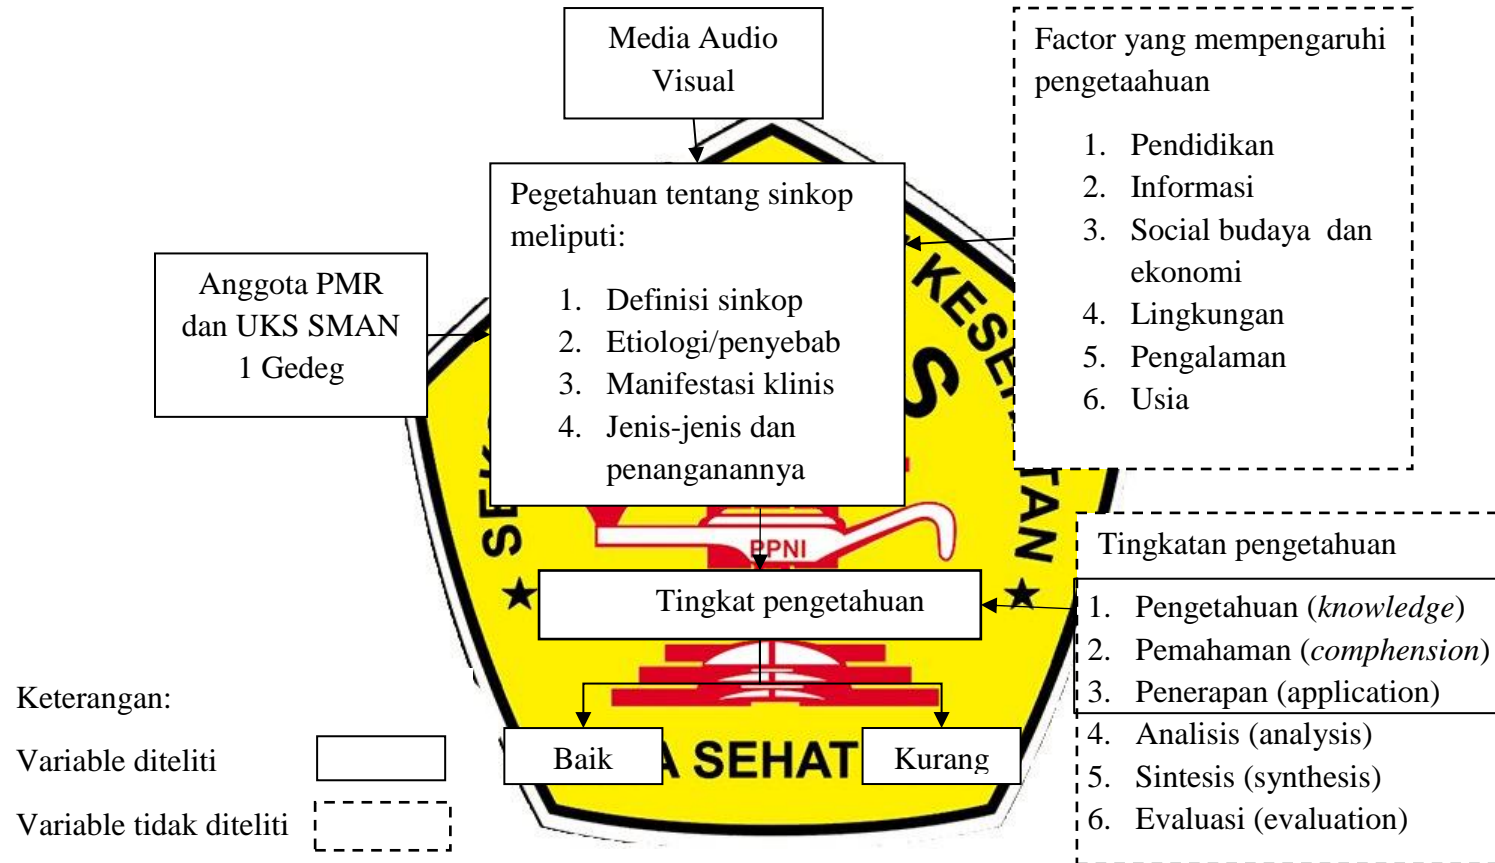 Media Audio
Visual
Factor yang mempengaruhi
pengetaahuan
1. Pendidikan
2. Informasi
3. Social budaya dan
ekonomi
4. Lingkungan
5. Pengalaman
6. Usia
Pegetahuan tentang sinkop
meliputi:
1. Definisi sinkop
2. Etiologi/penyebab
3. Manifestasi klinis
4. Jenis-jenis dan
penanganannya
Anggota PMR
dan UKS SMAN
1 Gedeg
PPNI
Tingkat pengetahuan
Tingkatan pengetahuan
1. Pengetahuan (knowledge)
2. Pemahaman (comphension)
3. Penerapan (application)
4. Analisis (analysis)
5. Sintesis (synthesis)
6. Evaluasi (evaluation)
Baik
Kurang
SEHAT
Keterangan:
Variable diteliti
Variable tidak diteliti